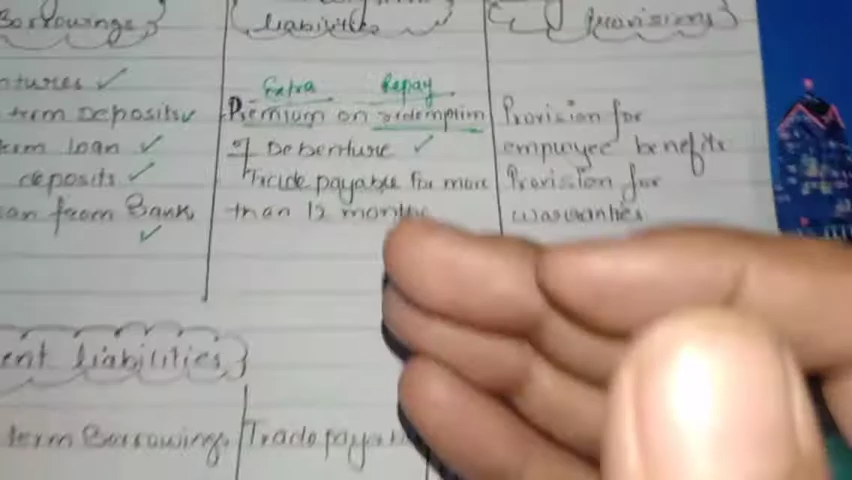 Borrowings
liabilities
provisions
ntures ✓
term Deposits ✓
erm loan ✓
deposits ✓
an from Bank
✓
Extra Repay
Premium on redemption
of Debenture ✓
Trade payable for more
than 12 months
Provision for
employee benefits
Provision for
warranties
ent liabilities
term Borrowings
Trade paya